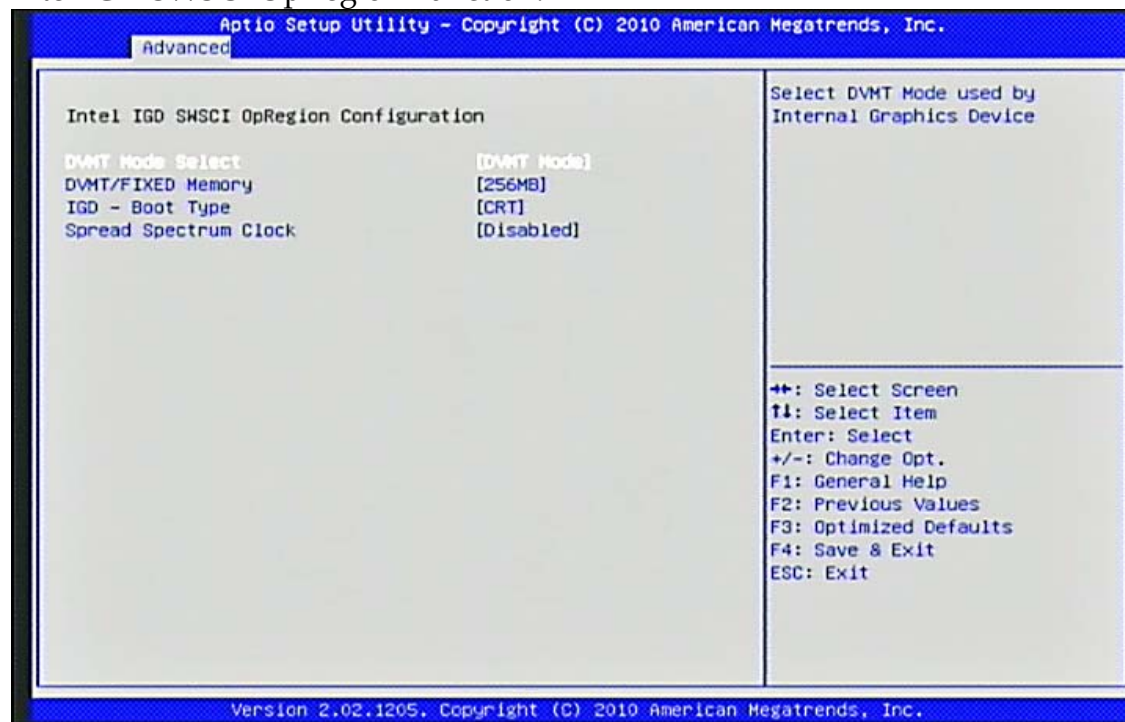 Aptio Setup Utility – Copyright (C) 2010 American Megatrends, Inc.
Advanced
Intel IGD SWSCI OpRegion Configuration
DVMT Mode Select [DVMT Mode]
DVMT/FIXED Memory [256MB]
IGD – Boot Type [CRT]
Spread Spectrum Clock [Disabled]
Select DVMT Mode used by
Internal Graphics Device
→←: Select Screen
↑↓: Select Item
Enter: Select
+/-: Change Opt.
F1: General Help
F2: Previous Values
F3: Optimized Defaults
F4: Save & Exit
ESC: Exit
Version 2.02.1205. Copyright (C) 2010 American Megatrends, Inc.